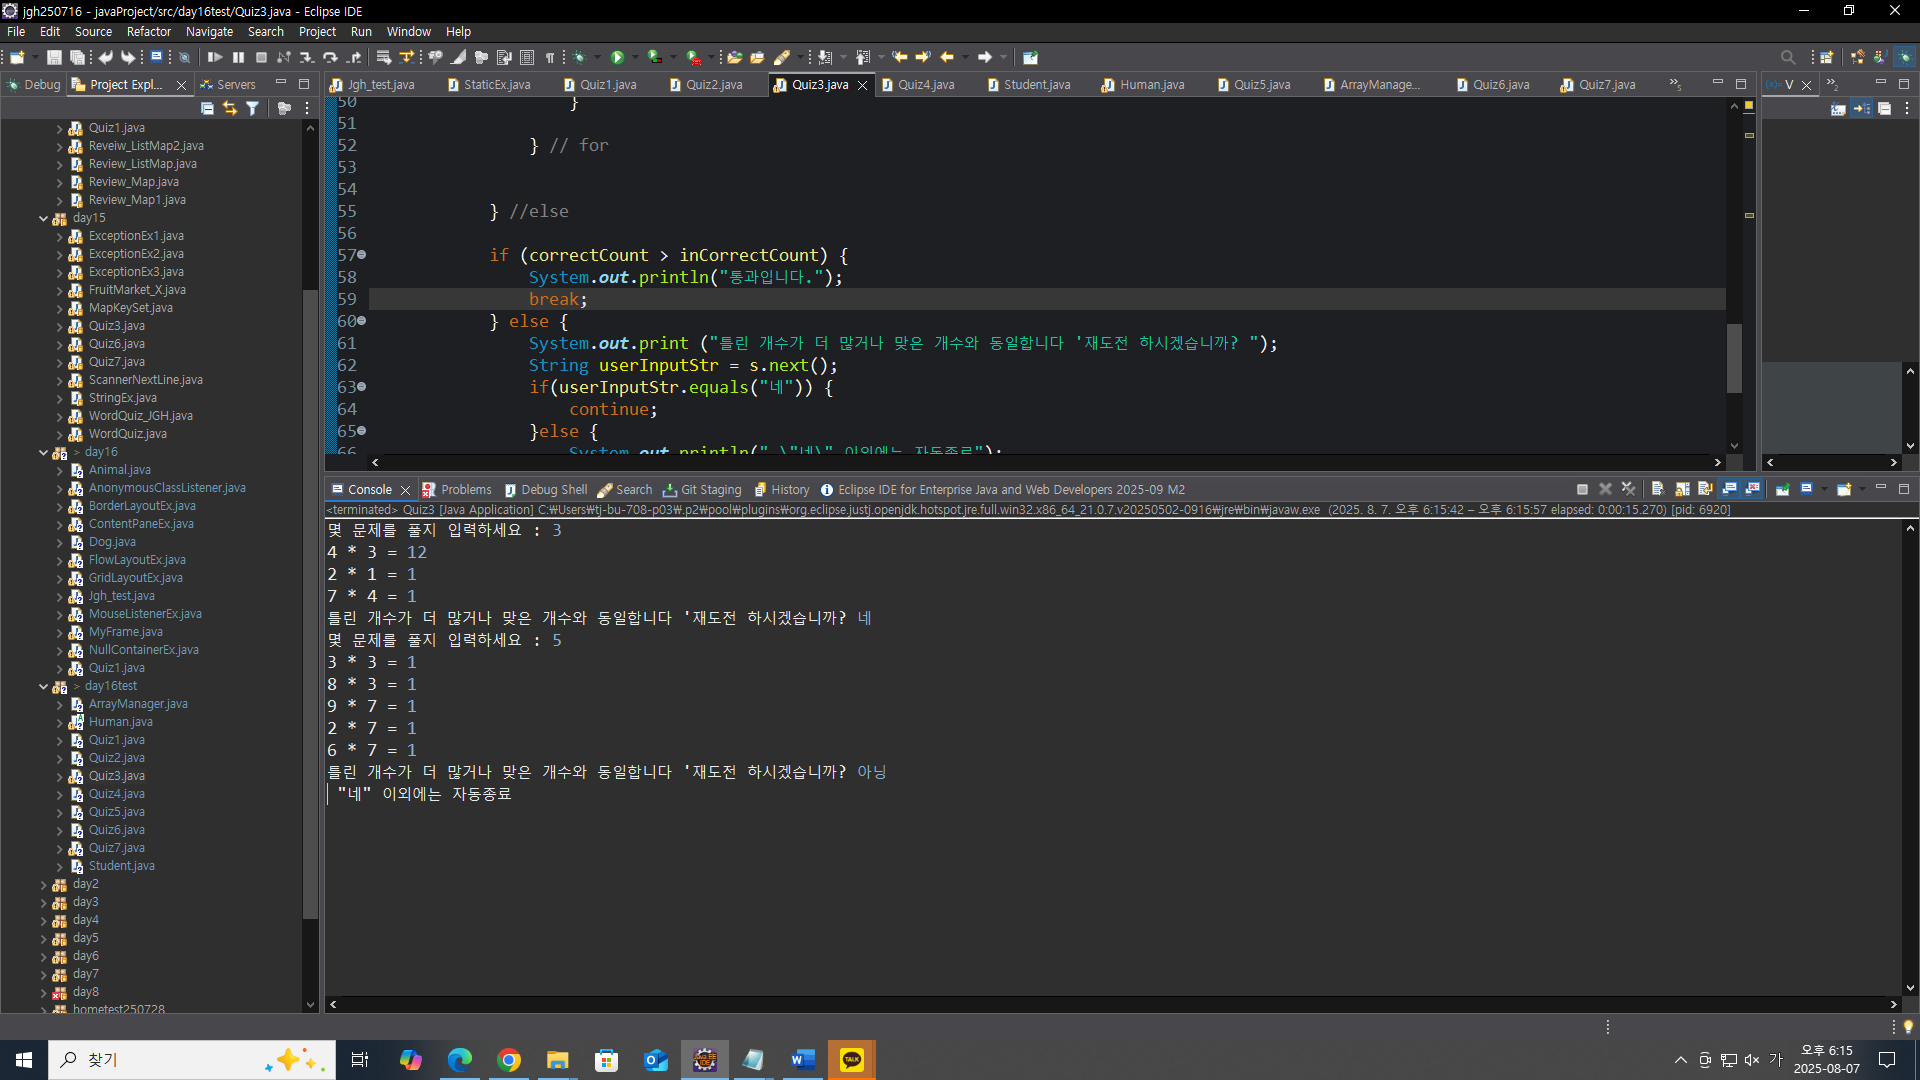 jgh250716 - javaProject/src/day16test/Quiz3.java - Eclipse IDE
File Edit Source Refactor Navigate Search Project Run Window Help
Debug Project Expl... Servers
Jgh_test.java StaticEx.java Quiz1.java Quiz2.java Quiz3.java Quiz4.java Student.java Human.java Quiz5.java ArrayManage... Quiz6.java Quiz7.java
Quiz1.java
Reveiw_ListMap2.java
Review_ListMap.java
Review_Map.java
Review_Map1.java
day15
ExceptionEx1.java
ExceptionEx2.java
ExceptionEx3.java
FruitMarket_X.java
MapKeySet.java
Quiz3.java
Quiz6.java
Quiz7.java
ScannerNextLine.java
StringEx.java
WordQuiz_JGH.java
WordQuiz.java
> day16
Animal.java
AnonymousClassListener.java
BorderLayoutEx.java
ContentPaneEx.java
Dog.java
FlowLayoutEx.java
GridLayoutEx.java
Jgh_test.java
MouseListenerEx.java
MyFrame.java
NullContainerEx.java
Quiz1.java
> day16test
ArrayManager.java
Human.java
Quiz1.java
Quiz2.java
Quiz3.java
Quiz4.java
Quiz5.java
Quiz6.java
Quiz7.java
Student.java
day2
day3
day4
day5
day6
day7
day8
hometest250728
50 }
51
52 } // for
53
54
55 } //else
56
57 if (correctCount > inCorrectCount) {
58 System.out.println("통과입니다.");
59 break;
60 } else {
61 System.out.print ("틀린 개수가 더 많거나 맞은 개수와 동일합니다 '재도전 하시겠습니까? ");
62 String userInputStr = s.next();
63 if(userInputStr.equals("네")) {
64 continue;
65 }else {
66 System.out.println(" \"네\" 이외에는 자동종료");
Console Problems Debug Shell Search Git Staging History Eclipse IDE for Enterprise Java and Web Developers 2025-09 M2
<terminated> Quiz3 [Java Application] C:₩Users₩tj-bu-708-p03₩.p2₩pool₩plugins₩org.eclipse.justj.openjdk.hotspot.jre.full.win32.x86_64_21.0.7.v20250502-0916₩jre₩bin₩javaw.exe (2025. 8. 7. 오후 6:15:42 – 오후 6:15:57 elapsed: 0:00:15.270) [pid: 6920]
몇 문제를 풀지 입력하세요 : 3
4 * 3 = 12
2 * 1 = 1
7 * 4 = 1
틀린 개수가 더 많거나 맞은 개수와 동일합니다 '재도전 하시겠습니까? 네
몇 문제를 풀지 입력하세요 : 5
3 * 3 = 1
8 * 3 = 1
9 * 7 = 1
2 * 7 = 1
6 * 7 = 1
틀린 개수가 더 많거나 맞은 개수와 동일합니다 '재도전 하시겠습니까? 아닝
"네" 이외에는 자동종료
찾기
가
오후 6:15
2025-08-07